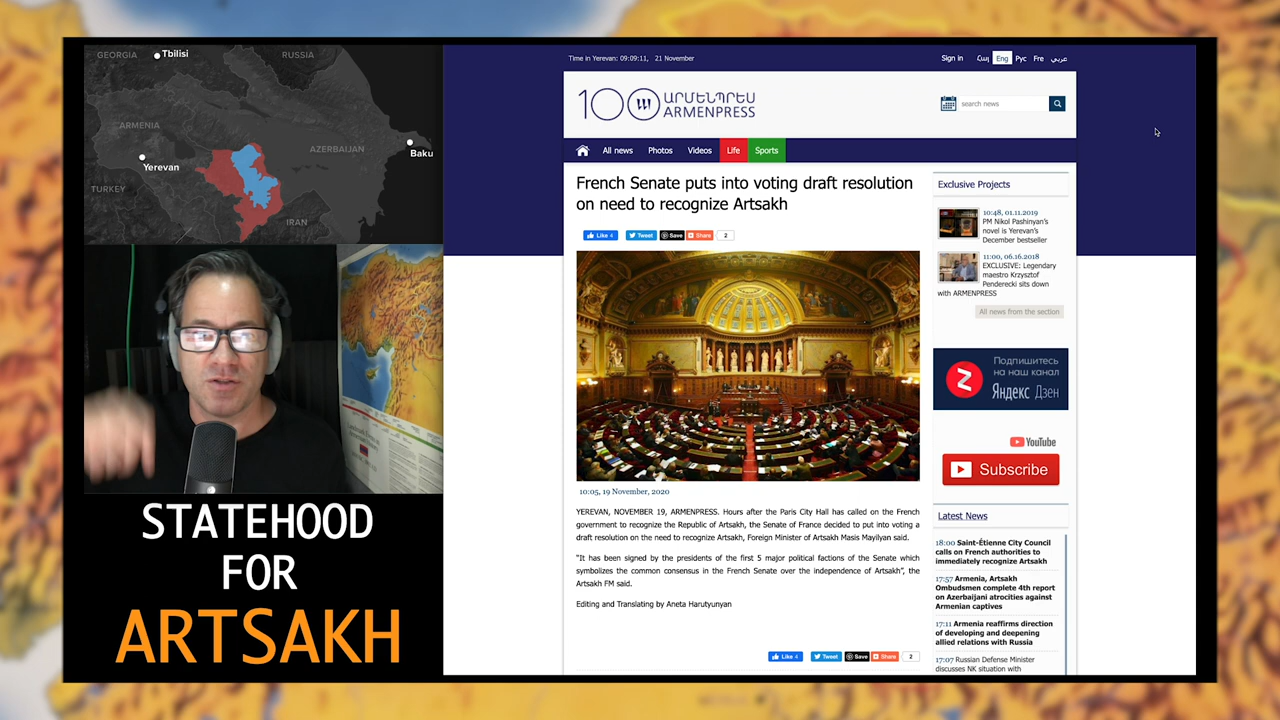 GEORGIA
Tbilisi
RUSSIA
ARMENIA
AZERBAIJAN
Yerevan
Baku
TURKEY
IRAN
STATEHOOD
FOR
ARTSAKH
Time in Yerevan: 09:09:11, 21 November
Sign in
Հայ Eng Рус Fre عربي
100 ԱՐՄԵՆՊՐԵՍ
ARMENPRESS
search news
All news Photos Videos Life Sports
French Senate puts into voting draft resolution
on need to recognize Artsakh
Like 4 Tweet Save Share 2
10:05, 19 November, 2020
YEREVAN, NOVEMBER 19, ARMENPRESS. Hours after the Paris City Hall has called on the French
government to recognize the Republic of Artsakh, the Senate of France decided to put into voting a
draft resolution on the need to recognize Artsakh, Foreign Minister of Artsakh Masis Mayilyan said.
"It has been signed by the presidents of the first 5 major political factions of the Senate which
symbolizes the common consensus in the French Senate over the independence of Artsakh", the
Artsakh FM said.
Editing and Translating by Aneta Harutyunyan
Like 4 Tweet Save Share 2
Exclusive Projects
10:48, 01.11.2019
PM Nikol Pashinyan's
novel is Yerevan's
December bestseller
11:00, 06.16.2018
EXCLUSIVE: Legendary
maestro Krzysztof
Penderecki sits down
with ARMENPRESS
All news from the section
Подпишитесь
на наш канал
Яндекс Дзен
YouTube
Subscribe
Latest News
18:00 Saint-Étienne City Council
calls on French authorities to
immediately recognize Artsakh
17:57 Armenia, Artsakh
Ombudsmen complete 4th report
on Azerbaijani atrocities against
Armenian captives
17:11 Armenia reaffirms direction
of developing and deepening
allied relations with Russia
17:07 Russian Defense Minister
discusses NK situation with